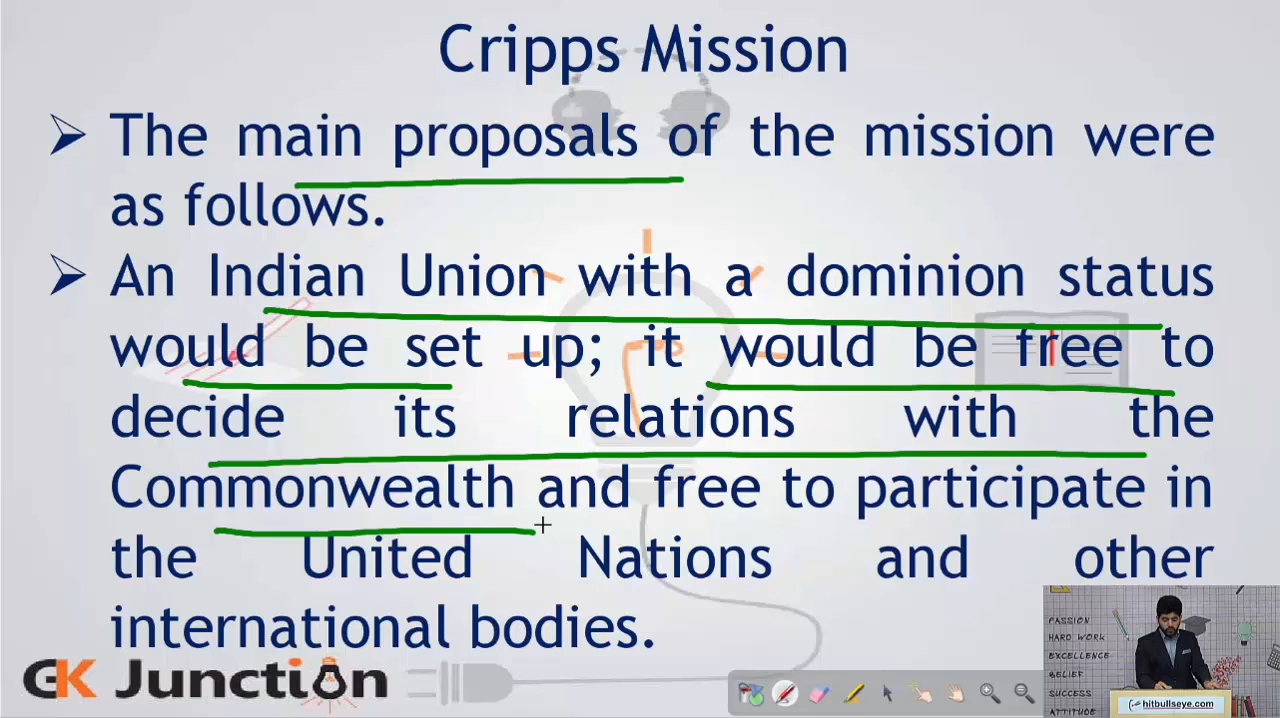 Cripps Mission
➢ The main proposals of the mission were
as follows.
➢ An Indian Union with a dominion status
would be set up; it would be free to
decide its relations with the
Commonwealth and free to participate in
the United Nations and other
international bodies.
GK Junction
PASSION
HARD WORK
EXCELLENCE
BELIEF
SUCCESS
ATTITUDE
hitbullseye.com